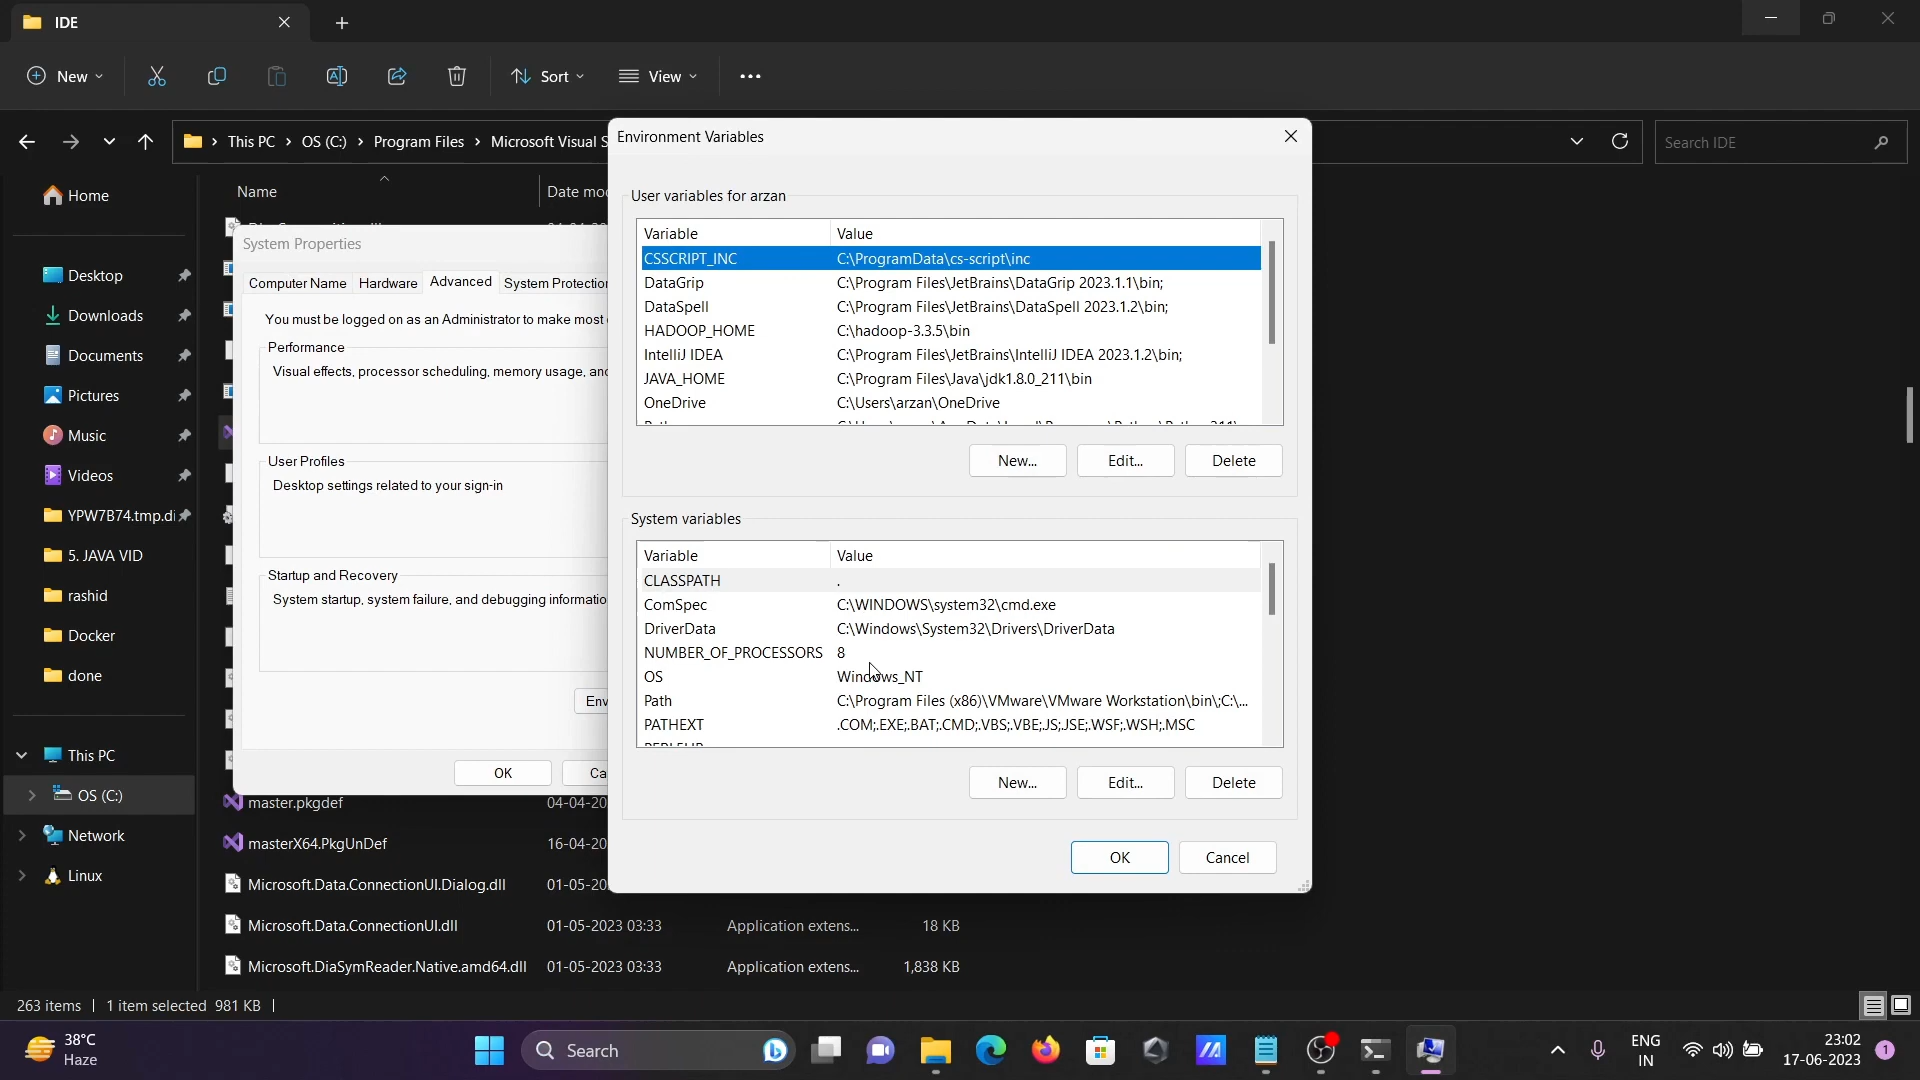 IDE
New
Sort
View
This PC
OS (C:)
Program Files
Microsoft Visual S
Search IDE
Home
Desktop
Downloads
Documents
Pictures
Music
Videos
YPW7B74.tmp.di
5. JAVA VID
rashid
Docker
done
This PC
OS (C:)
Network
Linux
Name
Date mo
System Properties
Computer Name
Hardware
Advanced
System Protection
You must be logged on as an Administrator to make most
Performance
Visual effects, processor scheduling, memory usage, and
User Profiles
Desktop settings related to your sign-in
Startup and Recovery
System startup, system failure, and debugging informatio
Env
OK
Ca
Environment Variables
User variables for arzan
Variable Value
CSSCRIPT_INC C:\ProgramData\cs-script\inc
DataGrip C:\Program Files\JetBrains\DataGrip 2023.1.1\bin;
DataSpell C:\Program Files\JetBrains\DataSpell 2023.1.2\bin;
HADOOP_HOME C:\hadoop-3.3.5\bin
IntelliJ IDEA C:\Program Files\JetBrains\IntelliJ IDEA 2023.1.2\bin;
JAVA_HOME C:\Program Files\Java\jdk1.8.0_211\bin
OneDrive C:\Users\arzan\OneDrive
New... Edit... Delete
System variables
Variable Value
CLASSPATH .
ComSpec C:\WINDOWS\system32\cmd.exe
DriverData C:\Windows\System32\Drivers\DriverData
NUMBER_OF_PROCESSORS 8
OS Windows_NT
Path C:\Program Files (x86)\VMware\VMware Workstation\bin\;C:\...
PATHEXT .COM;.EXE;.BAT;.CMD;.VBS;.VBE;.JS;.JSE;.WSF;.WSH;.MSC
New... Edit... Delete
OK Cancel
master.pkgdef 04-04-20
masterX64.PkgUnDef 16-04-20
Microsoft.Data.ConnectionUI.Dialog.dll 01-05-20
Microsoft.Data.ConnectionUI.dll 01-05-2023 03:33 Application extens... 18 KB
Microsoft.DiaSymReader.Native.amd64.dll 01-05-2023 03:33 Application extens... 1,838 KB
263 items 1 item selected 981 KB
38°C
Haze
Search
ENG
IN
23:02
17-06-2023
1